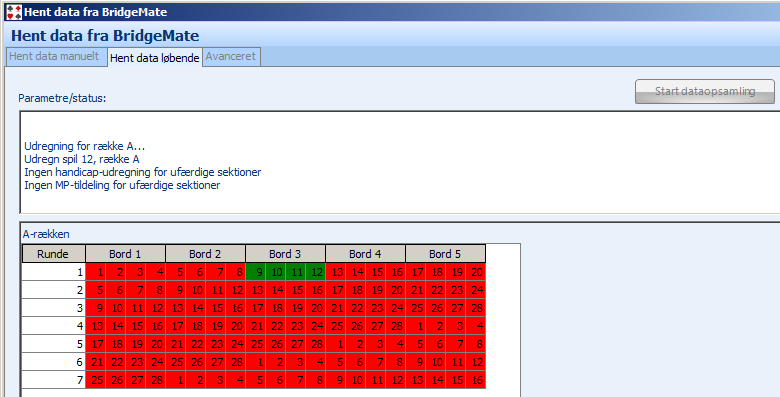 Hent data fra BridgeMate
Hent data fra BridgeMate
Hent data manuelt Hent data løbende Avanceret
Start dataopsamling
Parametre/status:
Udregning for række A...
Udregn spil 12, række A
Ingen handicap-udregning for ufærdige sektioner
Ingen MP-tildeling for ufærdige sektioner
A-rækken
Runde Bord 1 Bord 2 Bord 3 Bord 4 Bord 5
1 1 2 3 4 5 6 7 8 9 10 11 12 13 14 15 16 17 18 19 20
2 5 6 7 8 9 10 11 12 13 14 15 16 17 18 19 20 21 22 23 24
3 9 10 11 12 13 14 15 16 17 18 19 20 21 22 23 24 25 26 27 28
4 13 14 15 16 17 18 19 20 21 22 23 24 25 26 27 28 1 2 3 4
5 17 18 19 20 21 22 23 24 25 26 27 28 1 2 3 4 5 6 7 8
6 21 22 23 24 25 26 27 28 1 2 3 4 5 6 7 8 9 10 11 12
7 25 26 27 28 1 2 3 4 5 6 7 8 9 10 11 12 13 14 15 16